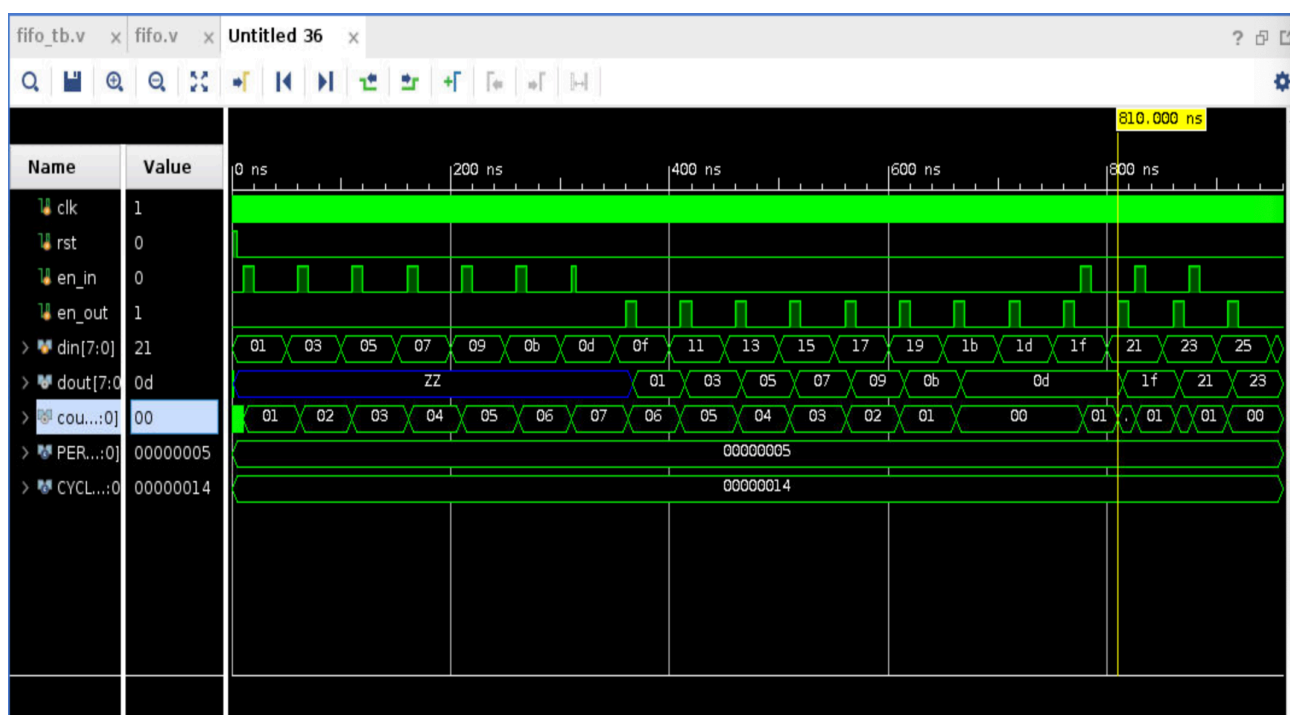 fifo_tb.v × fifo.v × Untitled 36 ×
?
810.000 ns
Name Value
0 ns 200 ns 400 ns 600 ns 800 ns
clk 1
rst 0
en_in 0
en_out 1
din[7:0] 21 01 03 05 07 09 0b 0d 0f 11 13 15 17 19 1b 1d 1f 21 23 25
dout[7:0 0d ZZ 01 03 05 07 09 0b 0d 1f 21 23
cou...:0] 00 01 02 03 04 05 06 07 06 05 04 03 02 01 00 01 . 01 01 00
PER...:0] 00000005 00000005
CYCL...:0 00000014 00000014